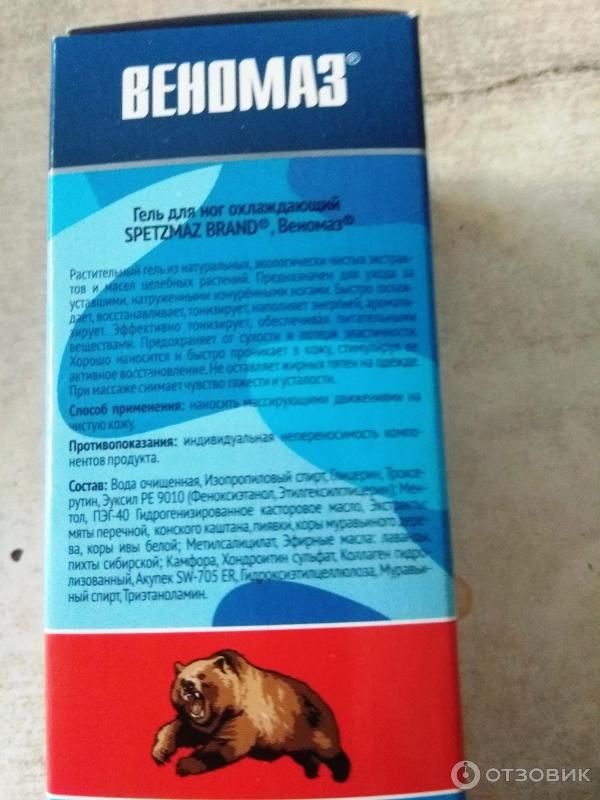 ВЕНОМАЗ®
Гель для ног охлаждающий
SPETZMAZ BRAND®, Веномаз®
Растительный гель из натуральных, экологически чистых экстрак-
тов и масел целебных растений. Предназначен для ухода за
уставшими, натруженными изнурёнными ногами. Быстро охлаж-
дает, восстанавливает, тонизирует, наполняет энергией, аромати-
зирует. Эффективно тонизирует, обеспечивая питательными
веществами. Предохраняет от сухости и потери эластичности.
Хорошо наносится и быстро проникает в кожу, стимулируя ее
активное восстановление. Не оставляет жирных пятен на одежде.
При массаже снимает чувство тяжести и усталости.
Способ применения: наносить массирующими движениями на
чистую кожу.
Противопоказания: индивидуальная непереносимость компо-
нентов продукта.
Состав: Вода очищенная, Изопропиловый спирт, Глицерин, Троксе-
рутин, Эуксил PE 9010 (Феноксиэтанол, Этилгексилглицерин); Мен-
тол, ПЭГ-40 Гидрогенизированное касторовое масло, Экстракты:
мяты перечной, конского каштана, пиявки, коры муравьиного дере-
ва, коры ивы белой; Метилсалицилат, Эфирные масла: лаванды,
пихты сибирской; Камфора, Хондроитин сульфат, Коллаген гидро-
лизованный, Акупек SW-705 ER, Гидроксиэтилцеллюлоза, Муравьи-
ный спирт, Триэтаноламин.
ОТЗОВИК